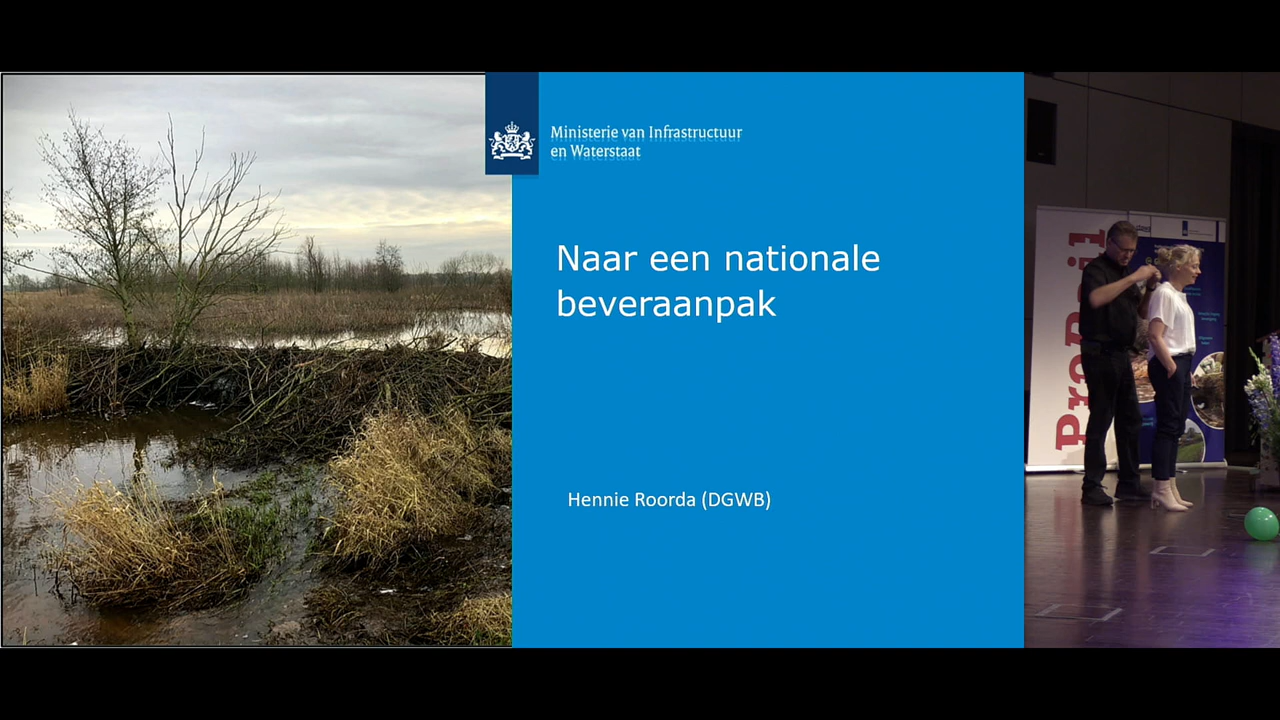 Ministerie van Infrastructuur
en Waterstaat
Naar een nationale
beveraanpak
Hennie Roorda (DGWB)